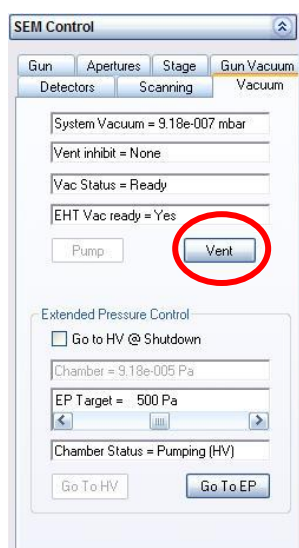 SEM Control
Gun Apertures Stage Gun Vacuum
Detectors Scanning Vacuum
System Vacuum = 9.18e-007 mbar
Vent inhibit = None
Vac Status = Ready
EHT Vac ready = Yes
Pump Vent
Extended Pressure Control
Go to HV @ Shutdown
Chamber = 9.18e-005 Pa
EP Target = 500 Pa
Chamber Status = Pumping (HV)
Go To HV Go To EP